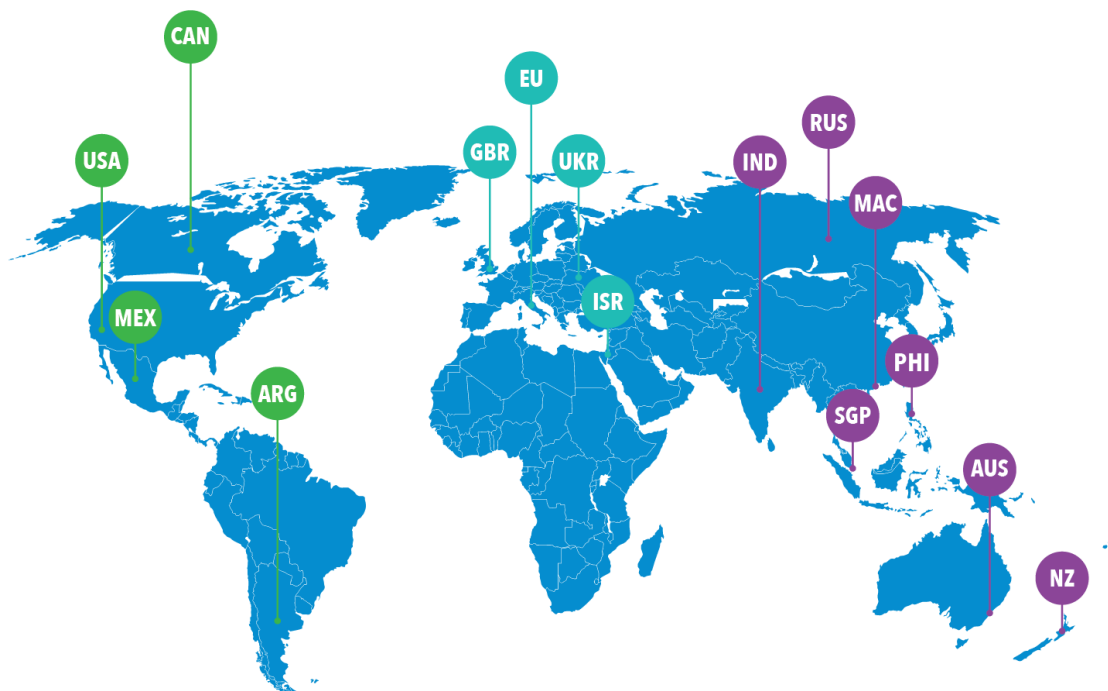 CAN
EU
RUS
GBR
USA
UKR
IND
MAC
ISR
MEX
PHI
ARG
SGP
AUS
NZ